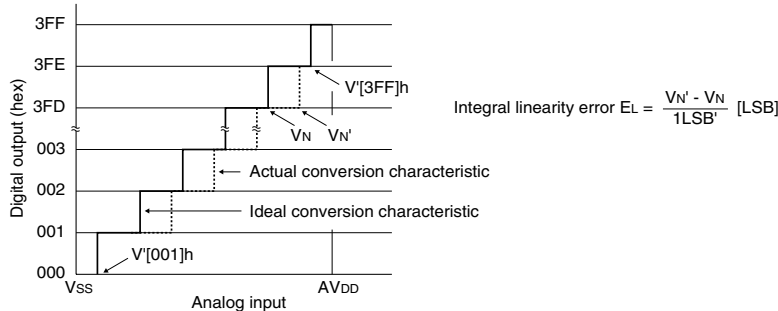 Digital output (hex)
3FF
3FE
3FD
003
002
001
000
V'[3FF]h
VN VN'
Actual conversion characteristic
Ideal conversion characteristic
V'[001]h
VSS
AVDD
Analog input
Integral linearity error EL = VN' - VN / 1LSB' [LSB]